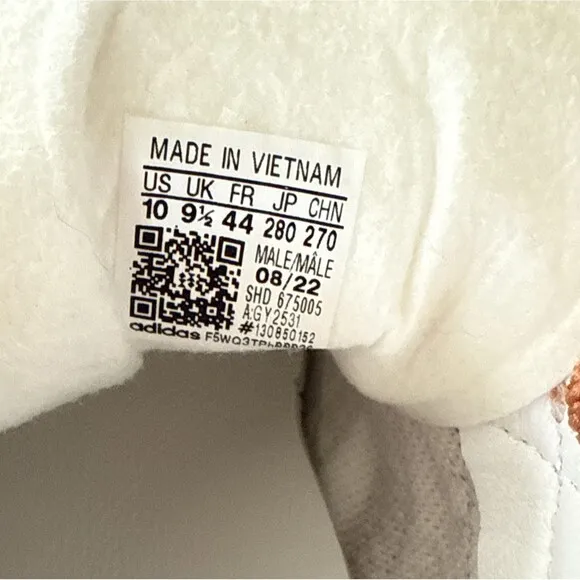 MADE IN VIETNAM
US UK FR JP CHN
10 9½ 44 280 270
MALE/MÂLE
08/22
SHD 675005
A:GY2531
#130850152
adidas